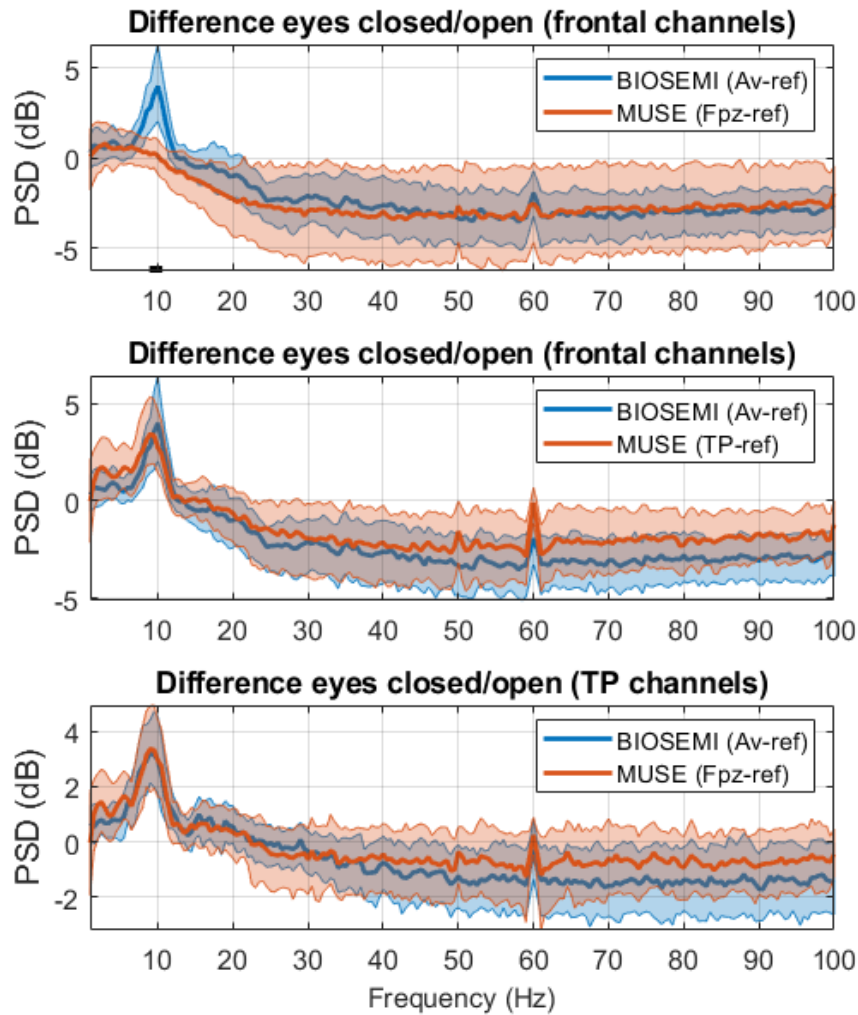 Difference eyes closed/open (frontal channels)
PSD (dB)
5
0
-5
BIOSEMI (Av-ref)
MUSE (Fpz-ref)
10 20 30 40 50 60 70 80 90 100
Difference eyes closed/open (frontal channels)
PSD (dB)
5
0
-5
BIOSEMI (Av-ref)
MUSE (TP-ref)
10 20 30 40 50 60 70 80 90 100
Difference eyes closed/open (TP channels)
PSD (dB)
4
2
0
-2
BIOSEMI (Av-ref)
MUSE (Fpz-ref)
10 20 30 40 50 60 70 80 90 100
Frequency (Hz)